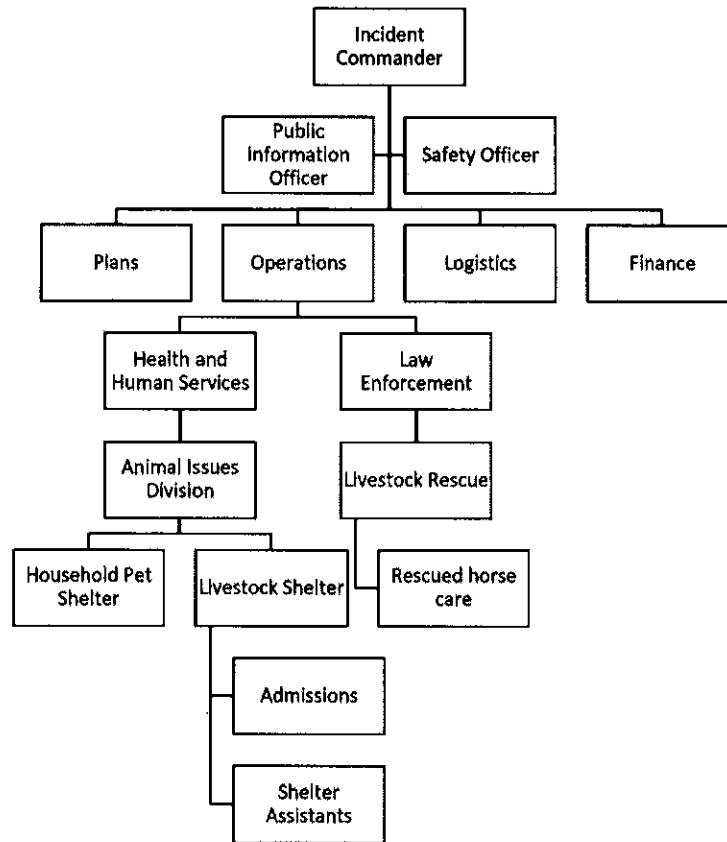 Incident
Commander
Public
Information
Officer
Safety Officer
Plans
Operations
Logistics
Finance
Health and
Human Services
Law
Enforcement
Animal Issues
Division
Livestock Rescue
Household Pet
Shelter
Livestock Shelter
Rescued horse
care
Admissions
Shelter
Assistants